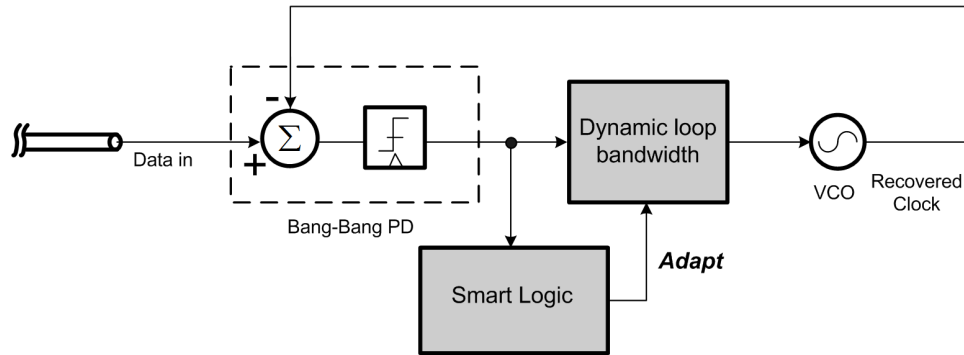 -
Σ
+
Data in
Bang-Bang PD
Dynamic loop
bandwidth
VCO
Recovered
Clock
Smart Logic
Adapt